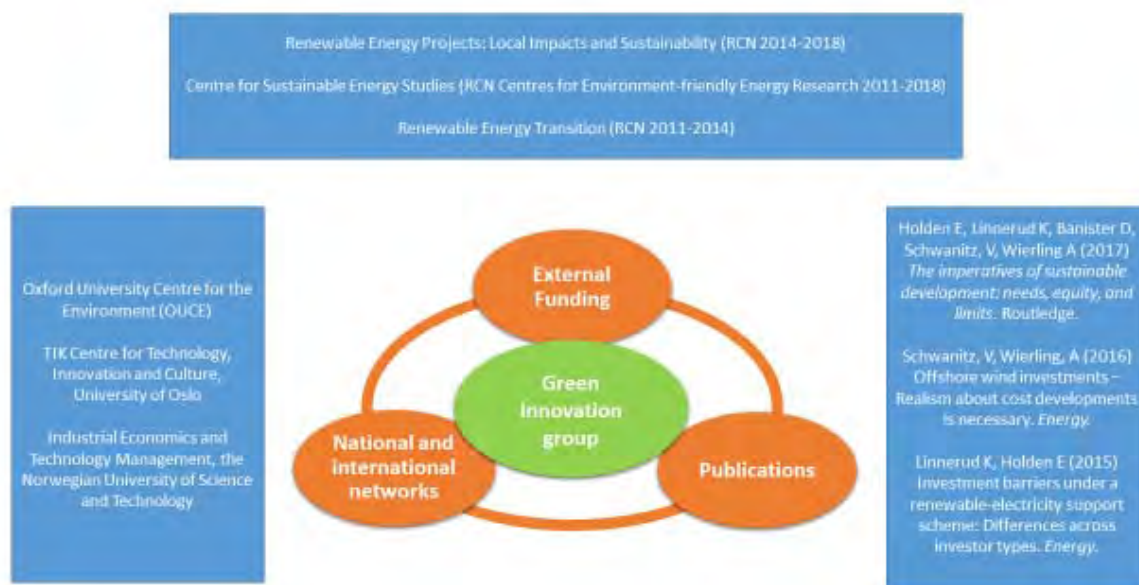 Renewable Energy Projects: Local Impacts and Sustainability (RCN 2014-2018)
Centre for Sustainable Energy Studies (RCN Centres for Environment-friendly Energy Research 2011-2018)
Renewable Energy Transition (RCN 2011-2014)
Oxford University Centre for the
Environment (OUCE)
TIK Centre for Technology,
Innovation and Culture,
University of Oslo
Industrial Economics and
Technology Management, the
Norwegian University of Science
and Technology
External
Funding
Green
innovation
group
National and
international
networks
Publications
Holden E, Linnerud K, Banister D,
Schwanitz, V, Wierling A (2017)
The imperatives of sustainable
development: needs, equity, and
limits. Routledge.
Schwanitz, V, Wierling, A (2016)
Offshore wind investments –
Realism about cost developments
is necessary. Energy.
Linnerud K, Holden E (2015)
Investment barriers under a
renewable-electricity support
scheme: Differences across
investor types. Energy.